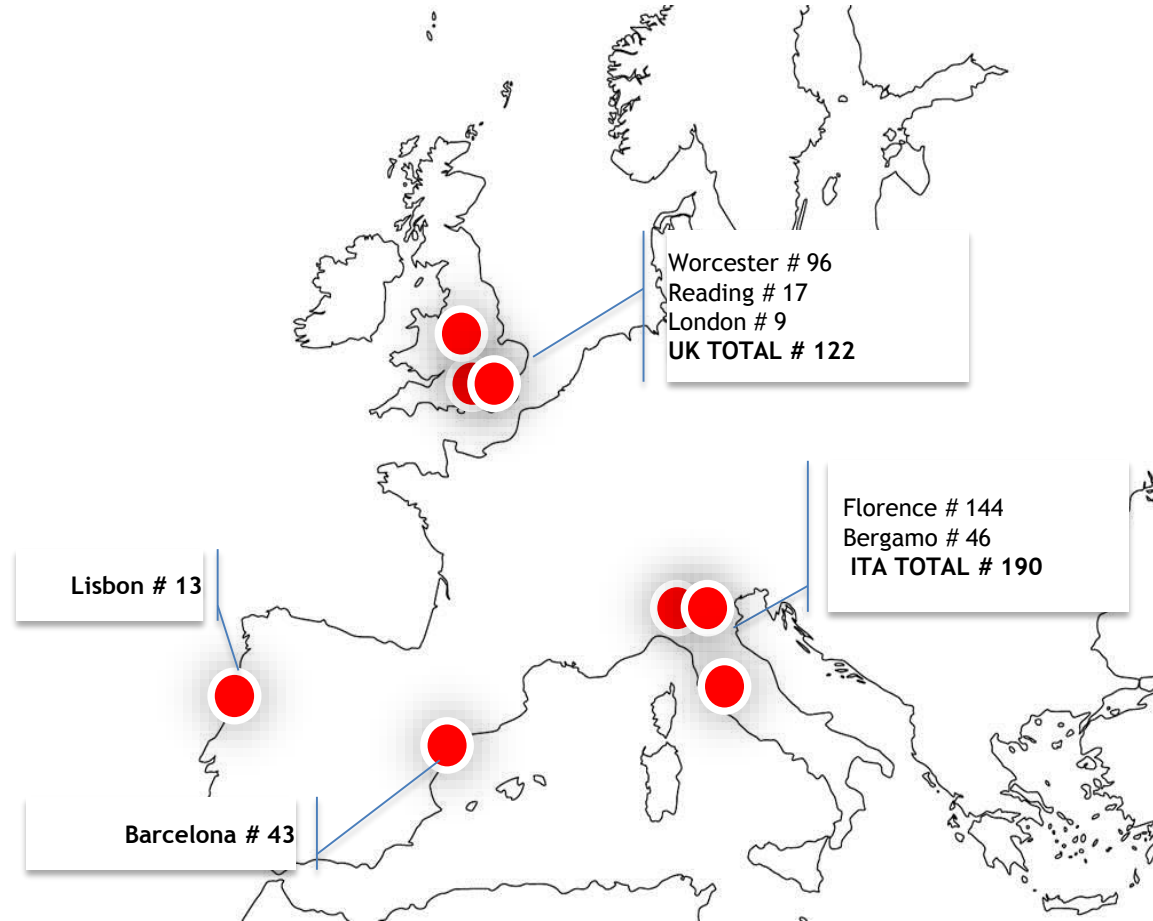 Worcester # 96
Reading # 17
London # 9
UK TOTAL # 122
Florence # 144
Bergamo # 46
ITA TOTAL # 190
Lisbon # 13
Barcelona # 43